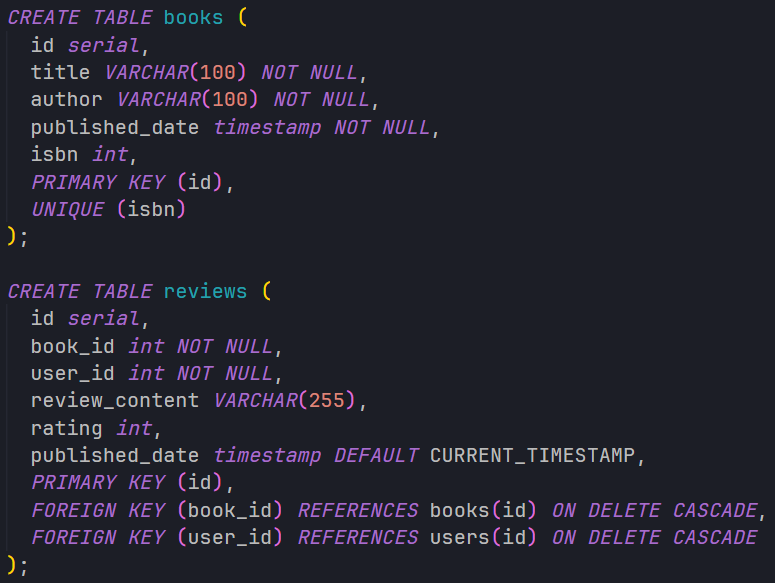 CREATE TABLE books (
id serial,
title VARCHAR(100) NOT NULL,
author VARCHAR(100) NOT NULL,
published_date timestamp NOT NULL,
isbn int,
PRIMARY KEY (id),
UNIQUE (isbn)
);
CREATE TABLE reviews (
id serial,
book_id int NOT NULL,
user_id int NOT NULL,
review_content VARCHAR(255),
rating int,
published_date timestamp DEFAULT CURRENT_TIMESTAMP,
PRIMARY KEY (id),
FOREIGN KEY (book_id) REFERENCES books(id) ON DELETE CASCADE,
FOREIGN KEY (user_id) REFERENCES users(id) ON DELETE CASCADE
);